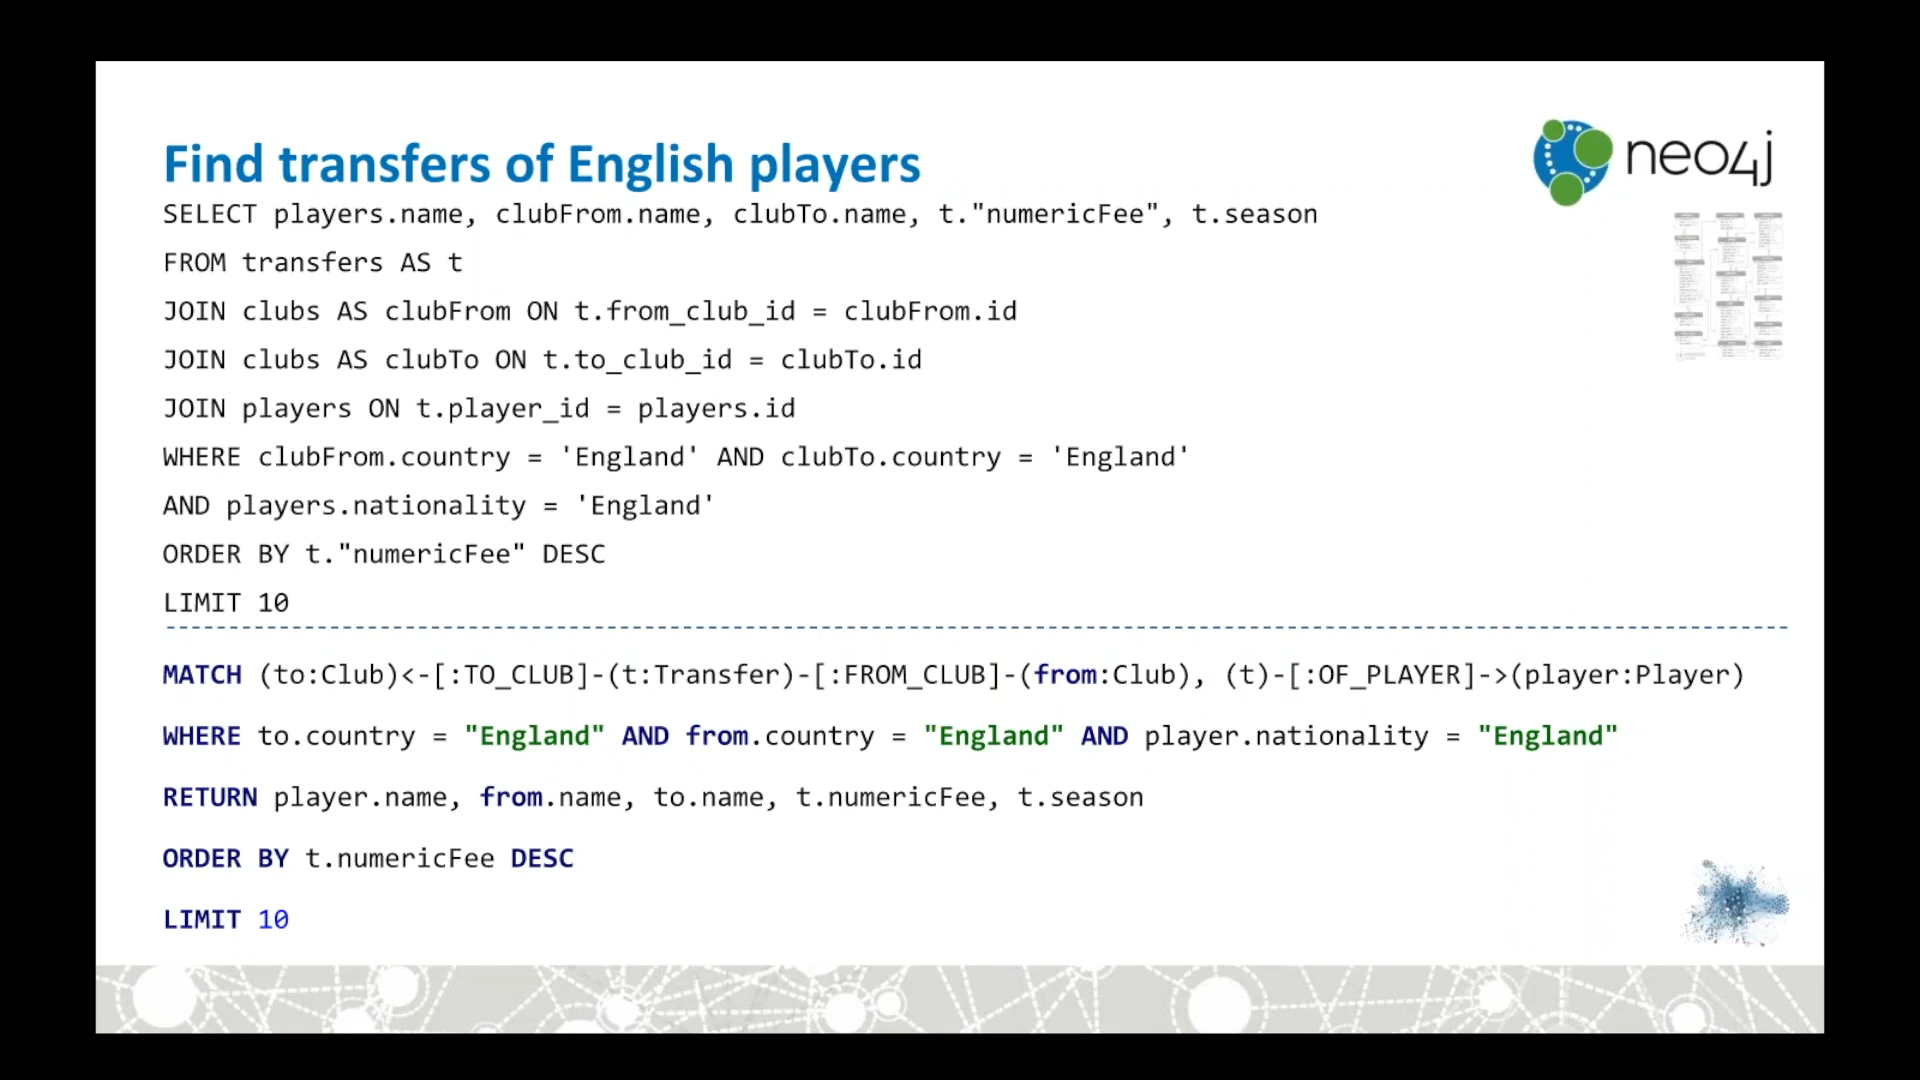 Find transfers of English players
neo4j
SELECT players.name, clubFrom.name, clubTo.name, t."numericFee", t.season
FROM transfers AS t
JOIN clubs AS clubFrom ON t.from_club_id = clubFrom.id
JOIN clubs AS clubTo ON t.to_club_id = clubTo.id
JOIN players ON t.player_id = players.id
WHERE clubFrom.country = 'England' AND clubTo.country = 'England'
AND players.nationality = 'England'
ORDER BY t."numericFee" DESC
LIMIT 10
MATCH (to:Club)<-[:TO_CLUB]-(t:Transfer)-[:FROM_CLUB]-(from:Club), (t)-[:OF_PLAYER]->(player:Player)
WHERE to.country = "England" AND from.country = "England" AND player.nationality = "England"
RETURN player.name, from.name, to.name, t.numericFee, t.season
ORDER BY t.numericFee DESC
LIMIT 10